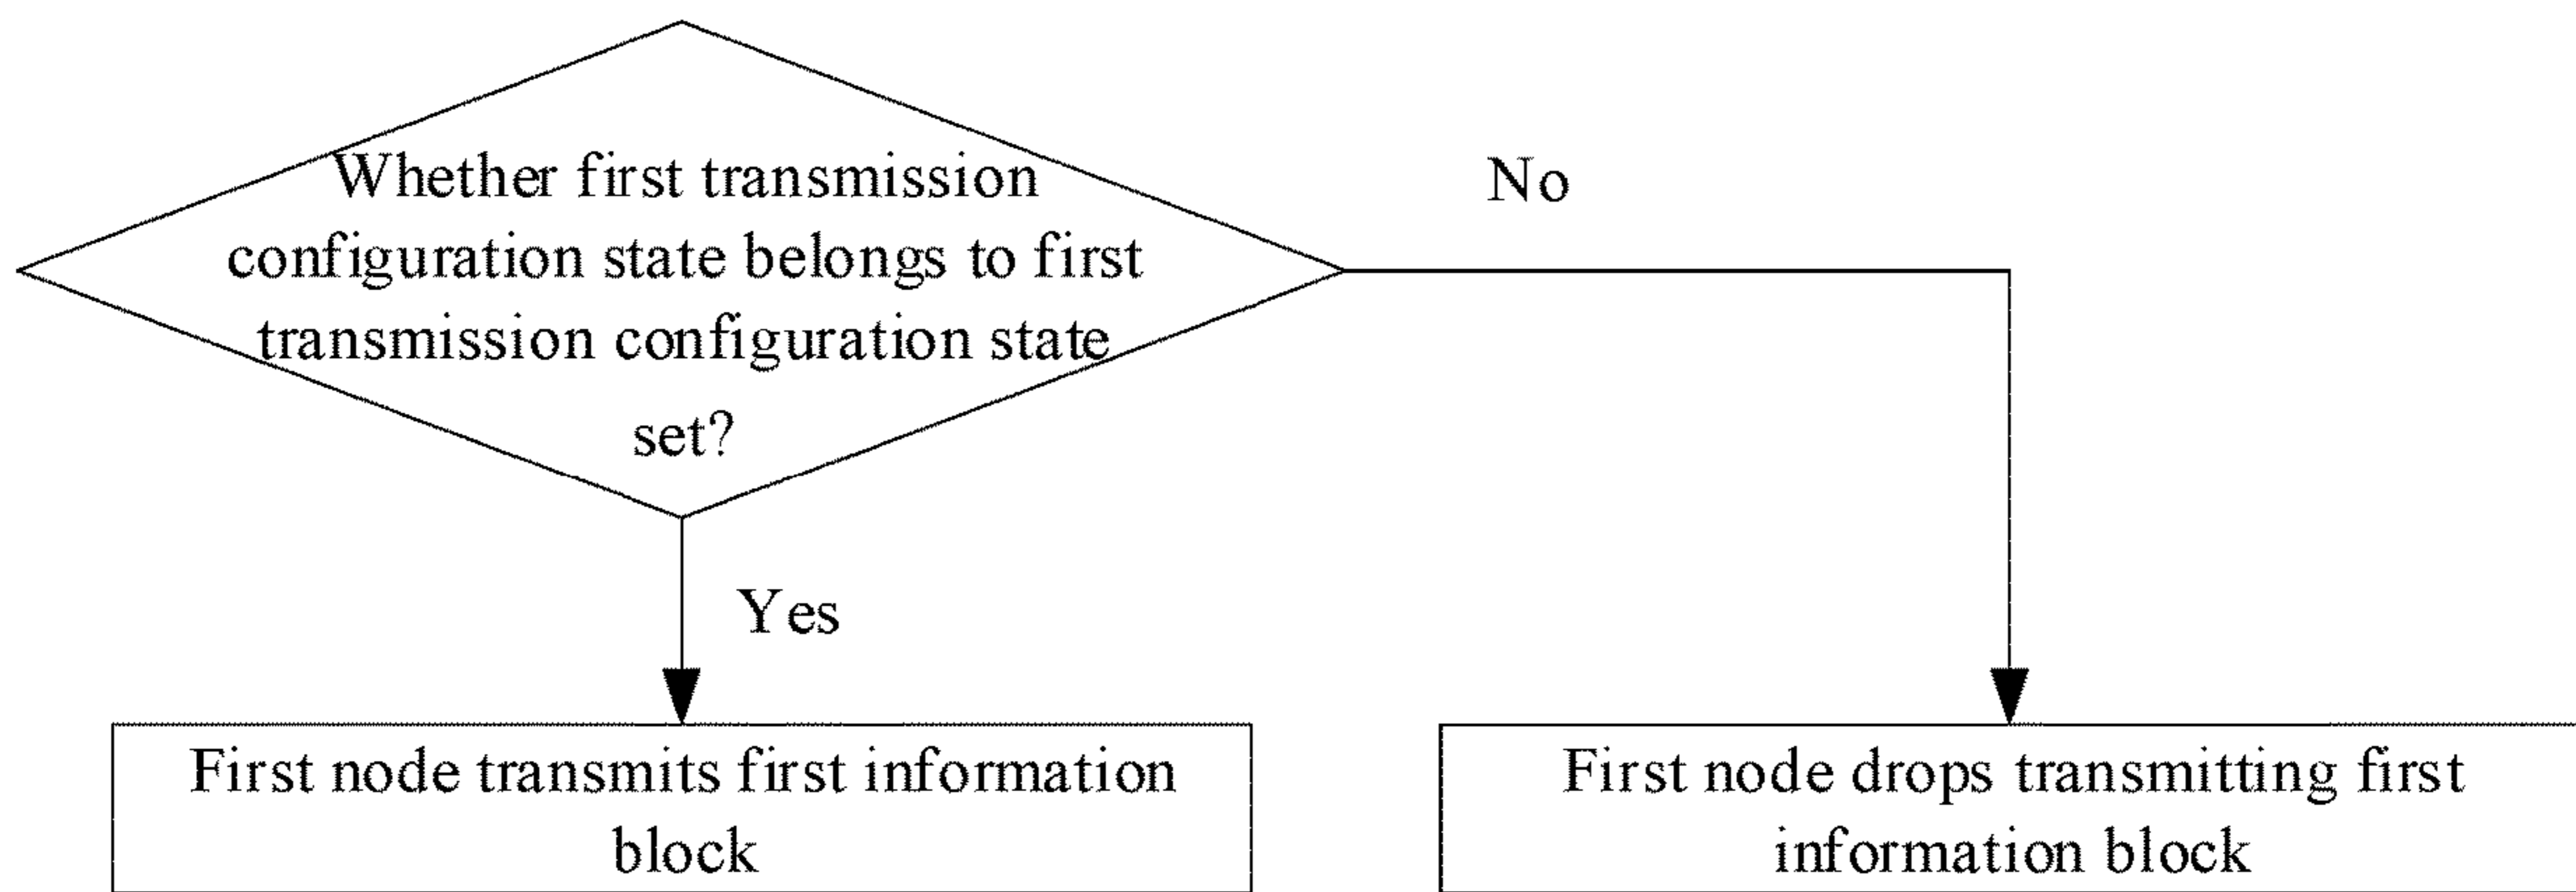 Whether first transmission
configuration state belongs to first
transmission configuration state
set?
No
Yes
First node transmits first information
block
First node drops transmitting first
information block